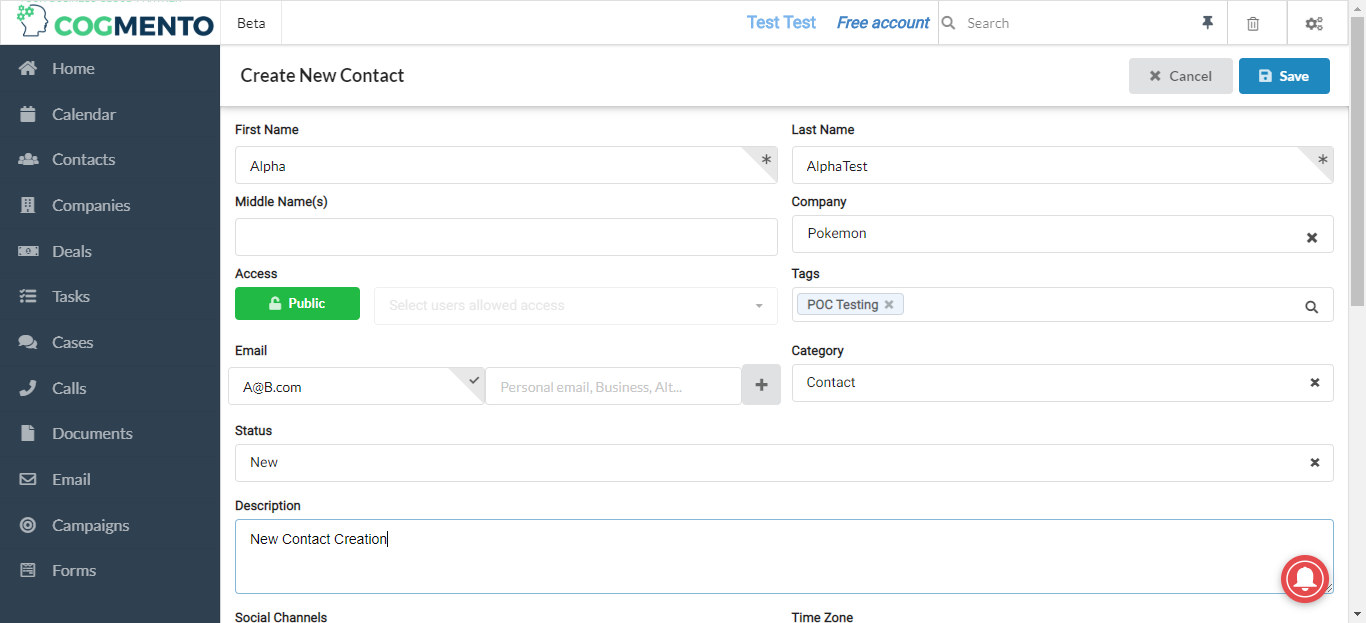 COGMENTO
Beta
Test Test
Free account
Search
Home
Calendar
Contacts
Companies
Deals
Tasks
Cases
Calls
Documents
Email
Campaigns
Forms
Create New Contact
Cancel
Save
First Name
Last Name
Alpha
AlphaTest
Middle Name(s)
Company
Pokemon
Access
Tags
Public
Select users allowed access
POC Testing
Email
Category
A@B.com
Personal email, Business, Alt...
Contact
Status
New
Description
New Contact Creation
Social Channels
Time Zone